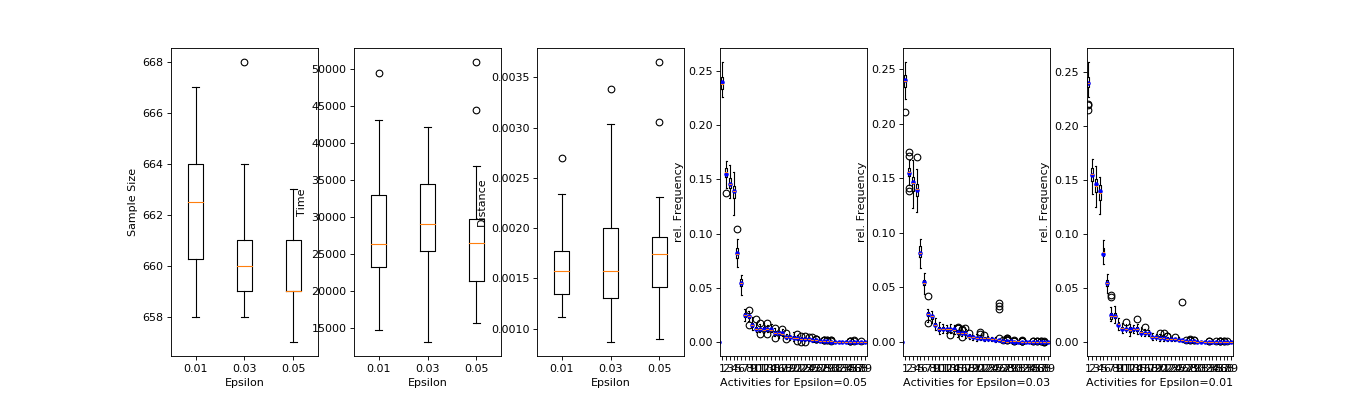 Sample Size
668
666
664
662
660
658
0.01 0.03 0.05
Epsilon
Time
50000
45000
40000
35000
30000
25000
20000
15000
0.01 0.03 0.05
Epsilon
Distance
0.0035
0.0030
0.0025
0.0020
0.0015
0.0010
0.01 0.03 0.05
Epsilon
rel. Frequency
0.25
0.20
0.15
0.10
0.05
0.00
Activities for Epsilon=0.05
rel. Frequency
0.25
0.20
0.15
0.10
0.05
0.00
Activities for Epsilon=0.03
rel. Frequency
0.25
0.20
0.15
0.10
0.05
0.00
Activities for Epsilon=0.01